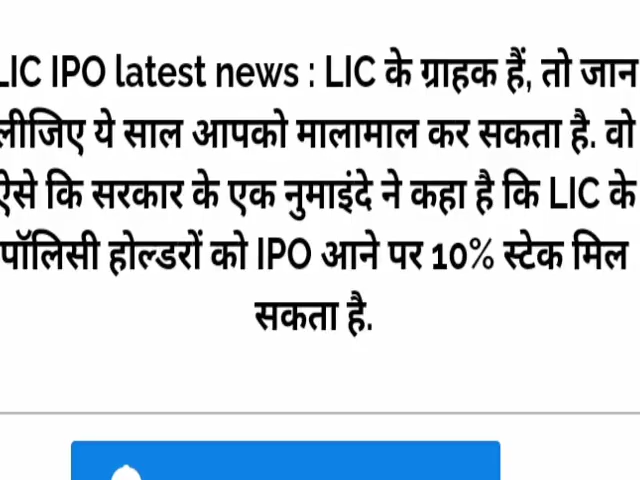 LIC IPO latest news : LIC के ग्राहक हैं, तो जान
लीजिए ये साल आपको मालामाल कर सकता है. वो
ऐसे कि सरकार के एक नुमाइंदे ने कहा है कि LIC के
पॉलिसी होल्डरों को IPO आने पर 10% स्टेक मिल
सकता है.